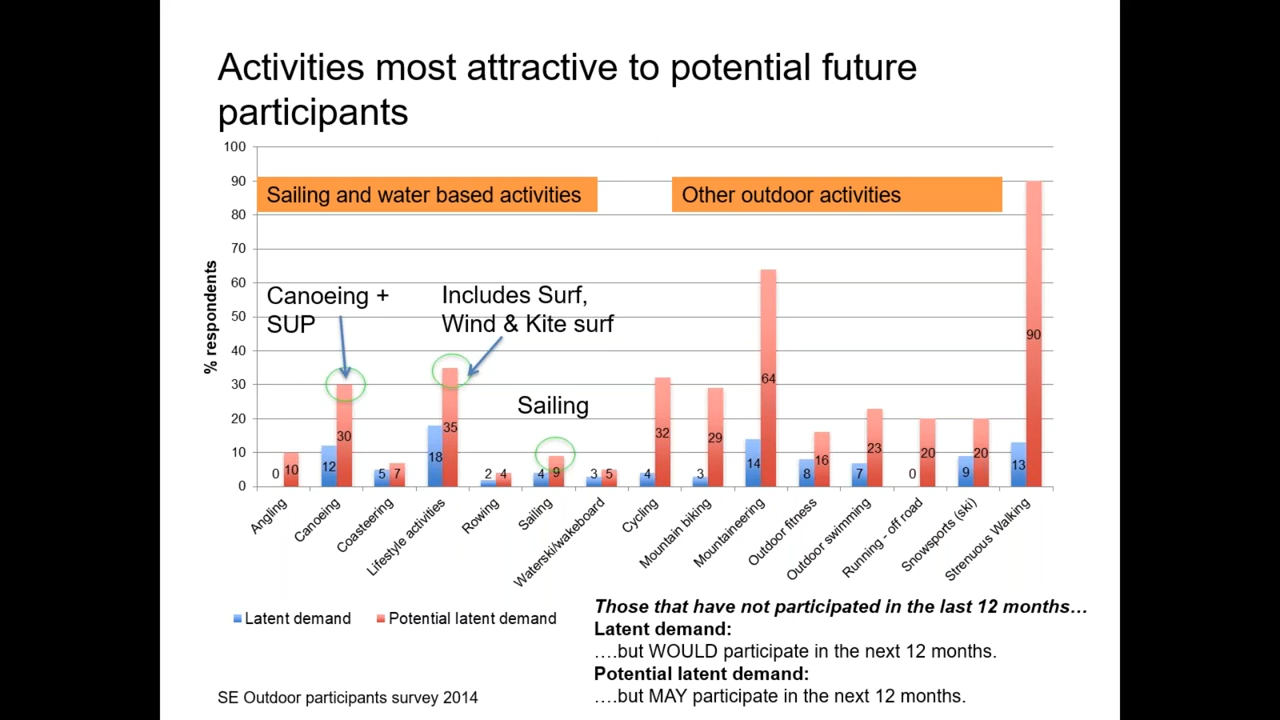 Activities most attractive to potential future
participants
100
90
80
70
60
50
40
30
20
10
0
% respondents
Sailing and water based activities
Other outdoor activities
Canoeing +
SUP
Includes Surf,
Wind & Kite surf
Sailing
0 10
12 30
5 7
18 35
2 4
4 9
3 5
4 32
3 29
14 64
8 16
7 23
0 20
9 20
13 90
Angling
Canoeing
Coasteering
Lifestyle activities
Rowing
Sailing
Waterski/wakeboard
Cycling
Mountain biking
Mountaineering
Outdoor fitness
Outdoor swimming
Running - off road
Snowsports (ski)
Strenuous Walking
Latent demand
Potential latent demand
Those that have not participated in the last 12 months…
Latent demand:
….but WOULD participate in the next 12 months.
Potential latent demand:
….but MAY participate in the next 12 months.
SE Outdoor participants survey 2014